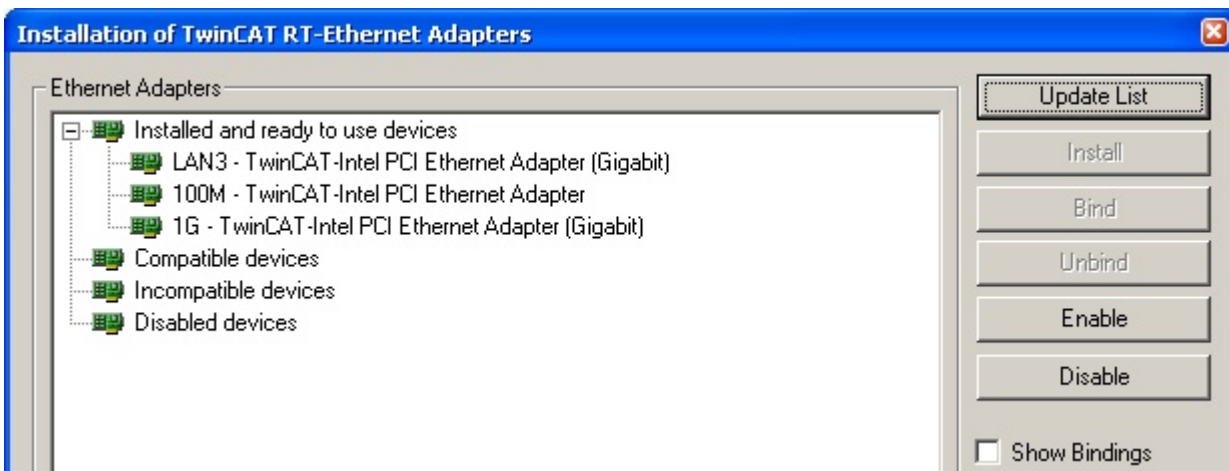 Installation of TwinCAT RT-Ethernet Adapters
Ethernet Adapters
Installed and ready to use devices
LAN3 - TwinCAT-Intel PCI Ethernet Adapter (Gigabit)
100M - TwinCAT-Intel PCI Ethernet Adapter
1G - TwinCAT-Intel PCI Ethernet Adapter (Gigabit)
Compatible devices
Incompatible devices
Disabled devices
Update List
Install
Bind
Unbind
Enable
Disable
Show Bindings